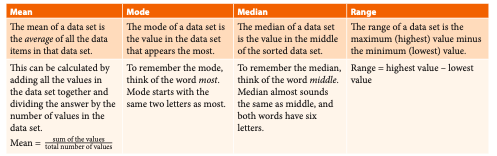 Mean
Mode
Median
Range
The mean of a data set is
the average of all the data
items in that data set.
The mode of a data set is
the value in the data set
that appears the most.
The median of a data set
is the value in the middle
of the sorted data set.
The range of a data set is the
maximum (highest) value minus
the minimum (lowest) value.
This can be calculated by
adding all the values in
the data set together and
dividing the answer by the
number of values in the
data set.
Mean = sum of the values / total number of values
To remember the mode,
think of the word most.
Mode starts with the
same two letters as most.
To remember the median,
think of the word middle.
Median almost sounds
the same as middle, and
both words have six
letters.
Range = highest value – lowest
value